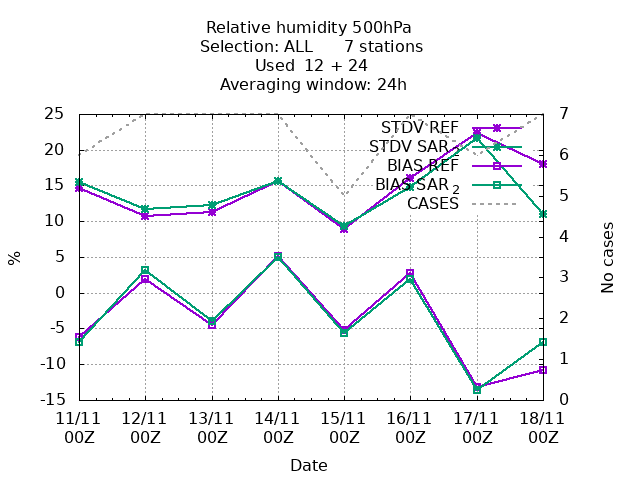 Relative humidity 500hPa
Selection: ALL      7 stations
Used  12 + 24
Averaging window: 24h
STDV REF
STDV SAR 2
BIAS REF
BIAS SAR 2
CASES
25
20
15
10
5
0
-5
-10
-15
%
7
6
5
4
3
2
1
0
No cases
11/11 12/11 13/11 14/11 15/11 16/11 17/11 18/11
00Z 00Z 00Z 00Z 00Z 00Z 00Z 00Z
Date